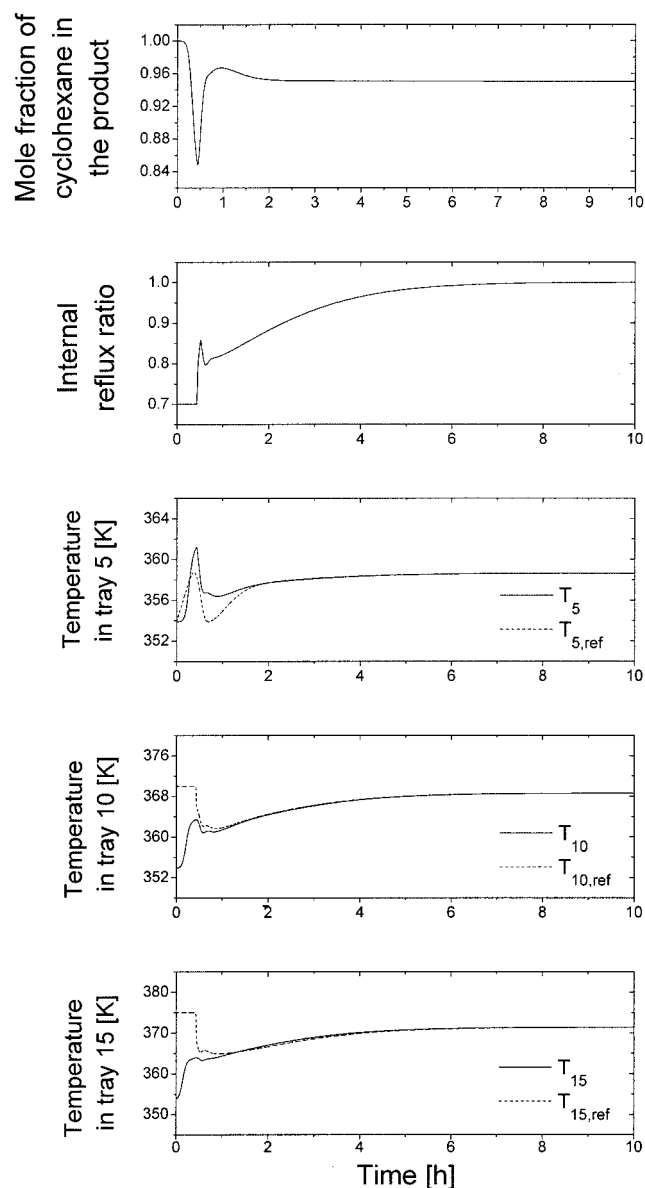 Mole fraction of
cyclohexane in
the product
1.00
0.96
0.92
0.88
0.84
0 1 2 3 4 5 6 7 8 9 10
Internal
reflux ratio
1.0
0.9
0.8
0.7
0 2 4 6 8 10
Temperature
in tray 5 [K]
364
360
356
352
T5
T5,ref
0 2 4 6 8 10
Temperature
in tray 10 [K]
376
368
360
352
T10
T10,ref
0 2 4 6 8 10
Temperature
in tray 15 [K]
380
370
360
350
T15
T15,ref
0 2 4 6 8 10
Time [h]